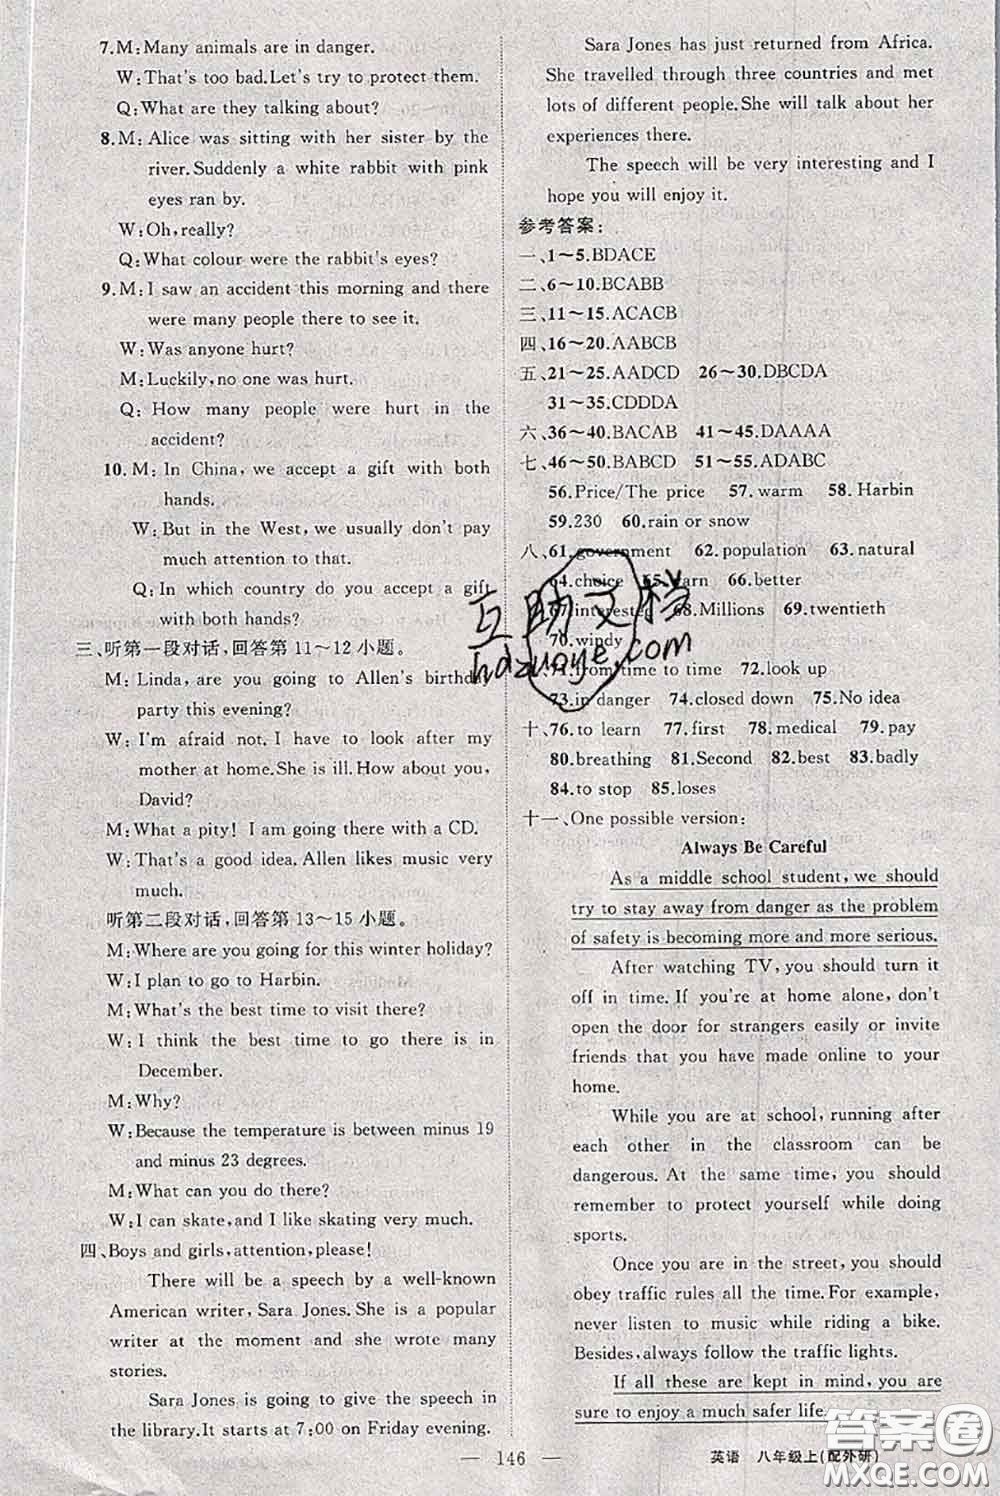 7.M:Many animals are in danger.
W:That's too bad.Let's try to protect them.
Q:What are they talking about?
8.M:Alice was sitting with her sister by the
river.Suddenly a white rabbit with pink
eyes ran by.
W:Oh,really?
Q:What colour were the rabbit's eyes?
9.M:I saw an accident this morning and there
were many people there to see it.
W:Was anyone hurt?
M:Luckily,no one was hurt.
Q:How many people were hurt in the
accident?
10.M:In China,we accept a gift with both
hands.
W:But in the West,we usually don't pay
much attention to that.
Q:In which country do you accept a gift
with both hands?
三、听第一段对话,回答第11～12小题。
M:Linda,are you going to Allen's birthday
party this evening?
W:I'm afraid not.I have to look after my
mother at home.She is ill.How about you,
David?
M:What a pity! I am going there with a CD.
W:That's a good idea.Allen likes music very
much.
听第二段对话,回答第13～15小题。
M:Where are you going for this winter holiday?
W:I plan to go to Harbin.
M:What's the best time to visit there?
W:I think the best time to go there is in
December.
M:Why?
W:Because the temperature is between minus 19
and minus 23 degrees.
M:What can you do there?
W:I can skate,and I like skating very much.
四、Boys and girls,attention,please!
There will be a speech by a well-known
American writer,Sara Jones.She is a popular
writer at the moment and she wrote many
stories.
Sara Jones is going to give the speech in
the library.It starts at 7:00 on Friday evening.
Sara Jones has just returned from Africa.
She travelled through three countries and met
lots of different people.She will talk about her
experiences there.
The speech will be very interesting and I
hope you will enjoy it.
参考答案:
一、1～5.BDACE
二、6～10.BCABB
三、11～15.ACACB
四、16～20.AABCB
五、21～25.AADCD 26～30.DBCDA
31～35.CDDDA
六、36～40.BACAB 41～45.DAAAA
七、46～50.BABCD 51～55.ADABC
56.Price/The price 57.warm 58.Harbin
59.230 60.rain or snow
八、61.government 62.population 63.natural
64.choice 65.earn 66.better
67.interested 68.Millions 69.twentieth
70.windy
71.from time to time 72.look up
73.in danger 74.closed down 75.No idea
十、76.to learn 77.first 78.medical 79.pay
80.breathing 81.Second 82.best 83.badly
84.to stop 85.loses
十一、One possible version:
Always Be Careful
As a middle school student,we should
try to stay away from danger as the problem
of safety is becoming more and more serious.
After watching TV,you should turn it
off in time. If you're at home alone,don't
open the door for strangers easily or invite
friends that you have made online to your
home.
While you are at school,running after
each other in the classroom can be
dangerous. At the same time,you should
remember to protect yourself while doing
sports.
Once you are in the street,you should
obey traffic rules all the time. For example,
never listen to music while riding a bike.
Besides,always follow the traffic lights.
If all these are kept in mind,you are
sure to enjoy a much safer life.
互助文档
hdzuoye.com
— 146 —
英语 八年级上(配外研)
答案圈
MXQE.COM